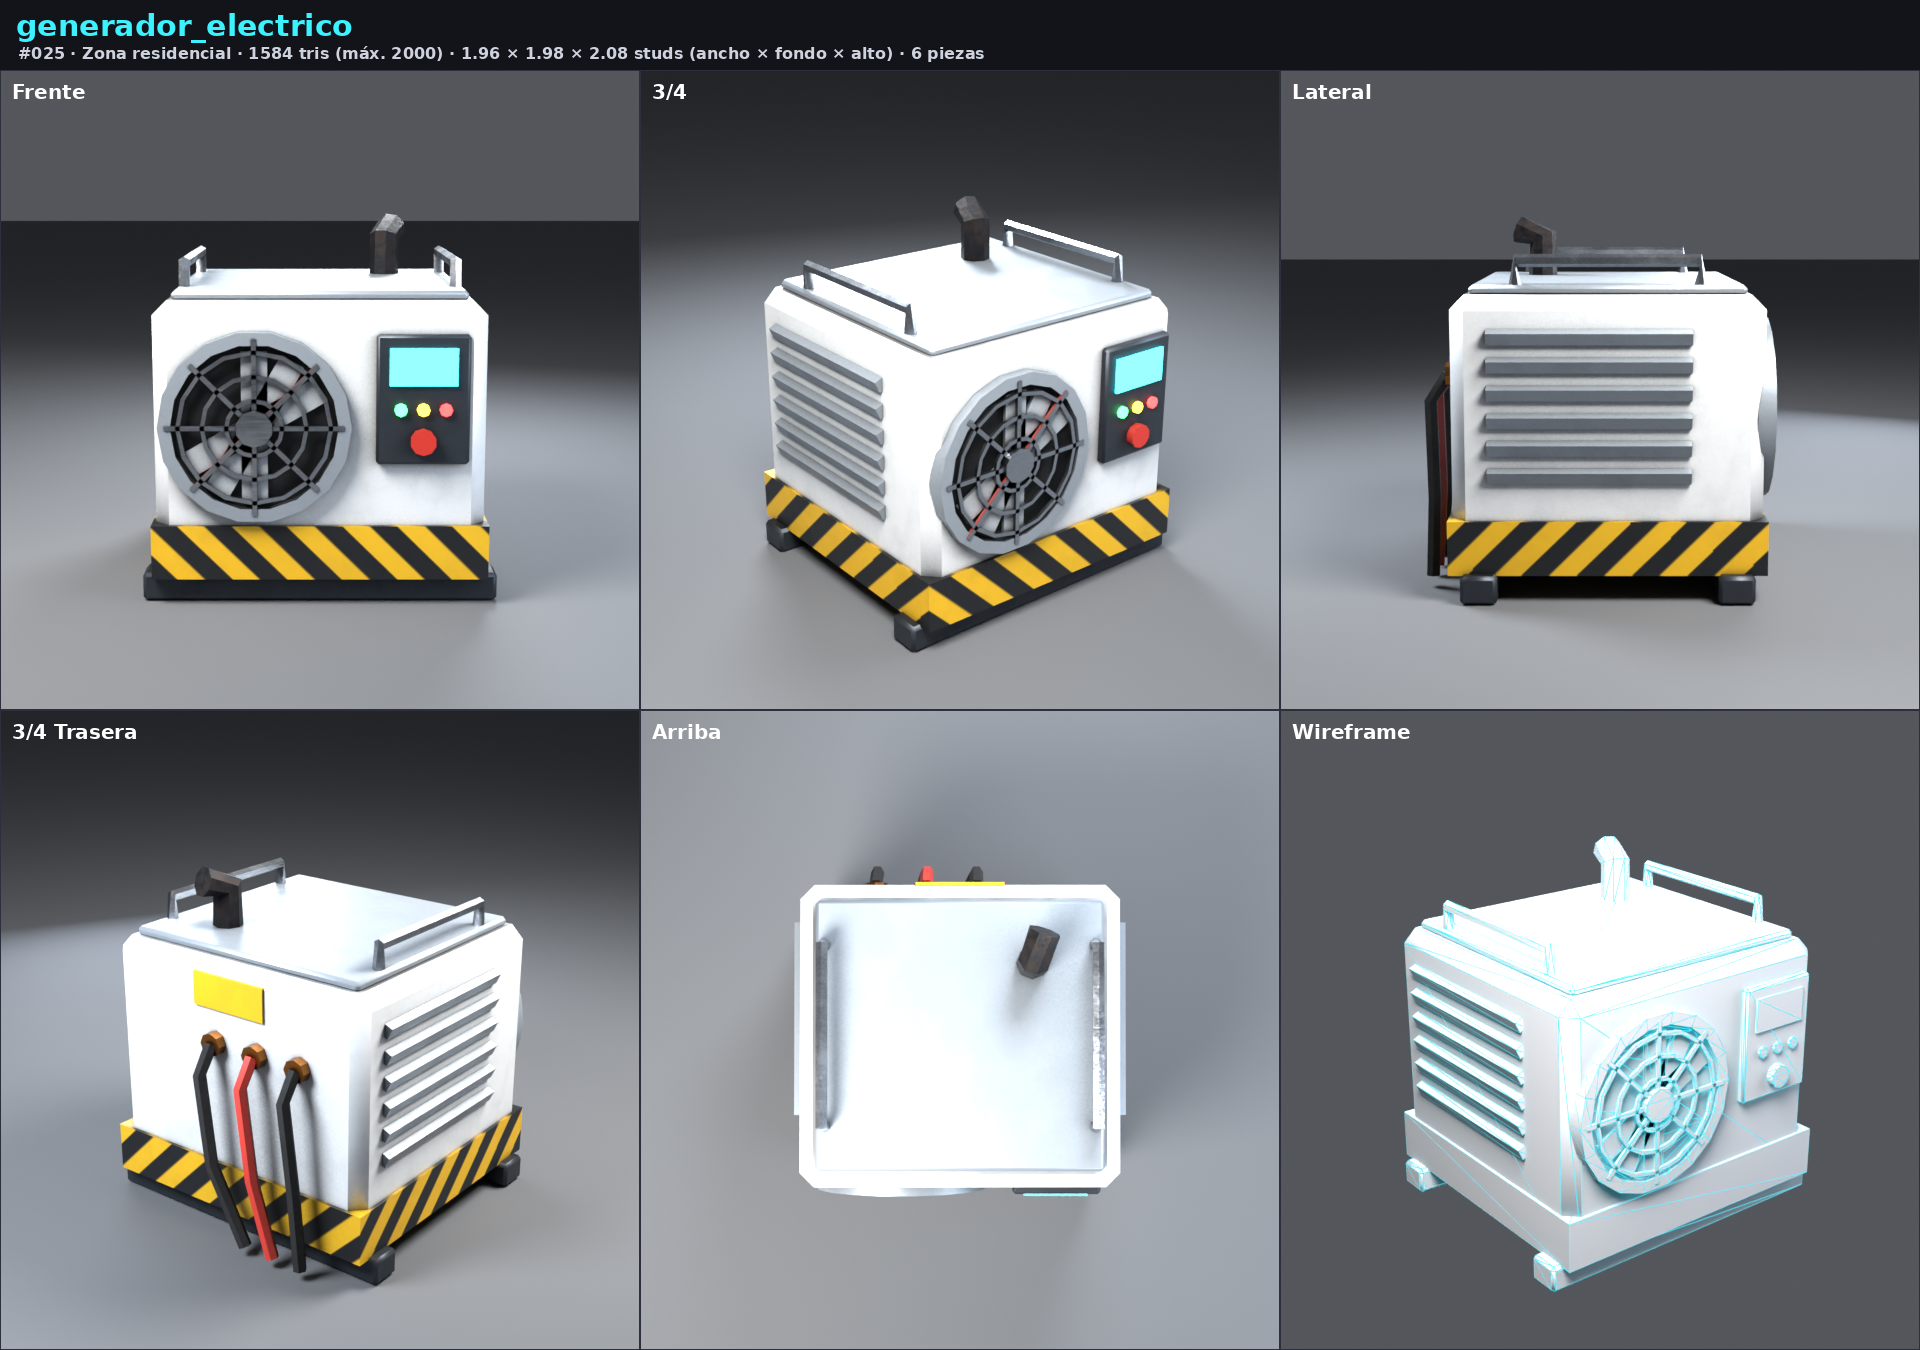 generador_electrico
#025 · Zona residencial · 1584 tris (máx. 2000) · 1.96 × 1.98 × 2.08 studs (ancho × fondo × alto) · 6 piezas
Frente
3/4
Lateral
3/4 Trasera
Arriba
Wireframe